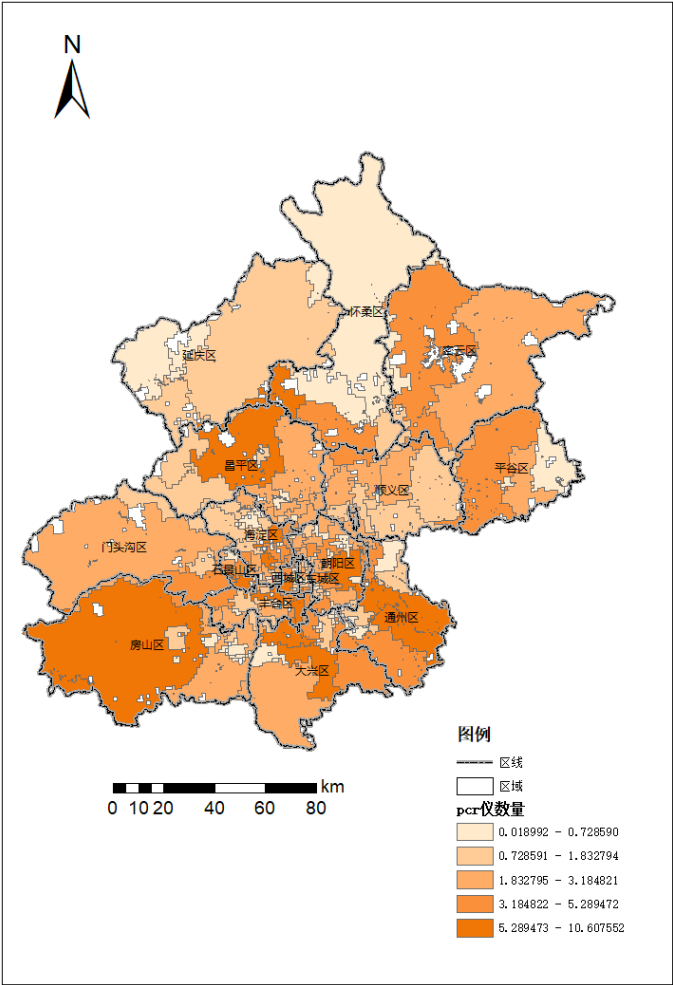 N
怀柔区
密云区
延庆区
昌平区
平谷区
顺义区
海淀区
门头沟区
朝阳区
石景山区
西城区东城区
丰台区
通州区
房山区
大兴区
图例
区线
区域
pcr仪数量
0.018992 - 0.728590
0.728591 - 1.832794
1.832795 - 3.184821
3.184822 - 5.289472
5.289473 - 10.607552
km
0 10 20 40 60 80